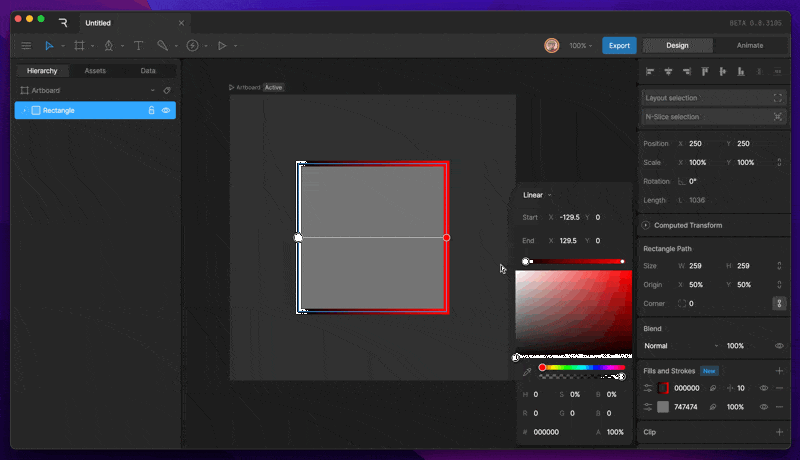 Untitled
BETA 0.0.2105
100%
Export
Design
Animate
Hierarchy
Assets
Data
Artboard
Rectangle
Artboard
Active
Layout selection
N-Slice selection
Position X 250 Y 250
Scale X 100% Y 100%
Rotation 0°
Length L 1036
Computed Transform
Rectangle Path
Size W 259 H 259
Origin X 50% Y 50%
Corner 0
Blend
Normal 100%
Fills and Strokes New
000000 10
747474 100%
Clip
Linear
Start X -129.5 Y 0
End X 129.5 Y 0
H 0 S 0% B 0%
R 0 G 0 B 0
# 000000 A 100%